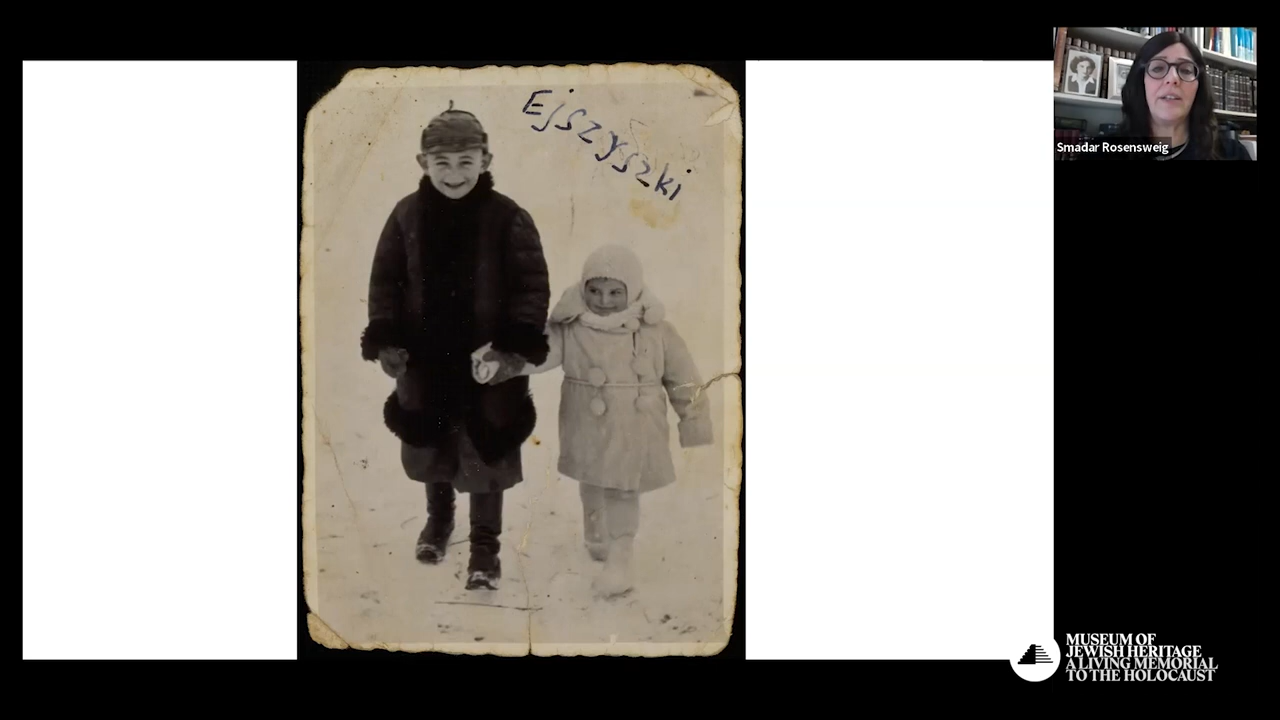 Ejszyszki
Smadar Rosensweig
MUSEUM OF
JEWISH HERITAGE
A LIVING MEMORIAL
TO THE HOLOCAUST